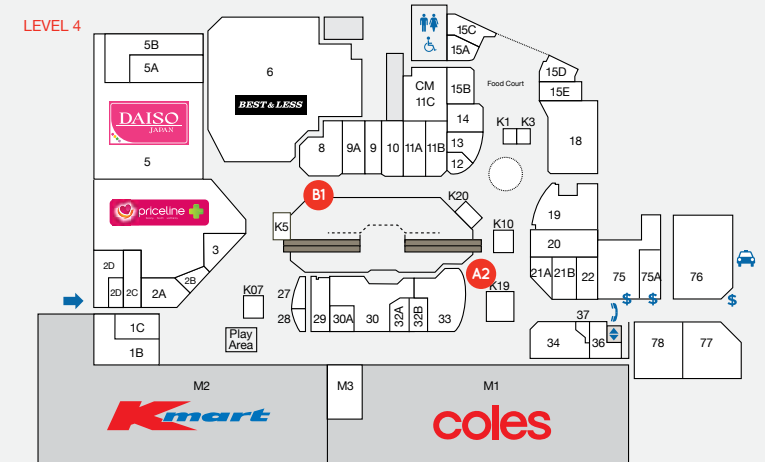 LEVEL 4
5B
5A
DAISO
JAPAN
5
6
BEST & LESS
15C
15A
CM
11C
15B
Food Court
15D
15E
14
K1
K3
18
8
9A
9
10
11A
11B
13
12
priceline
B1
K20
K5
K10
19
20
3
2D
2D
2C
2B
2A
A2
21A
21B
22
75
75A
76
K07
27
28
29
30A
30
32A
32B
33
K19
$
$
$
37
1C
1B
Play
Area
34
36
78
77
M2
M3
M1
Kmart
coles